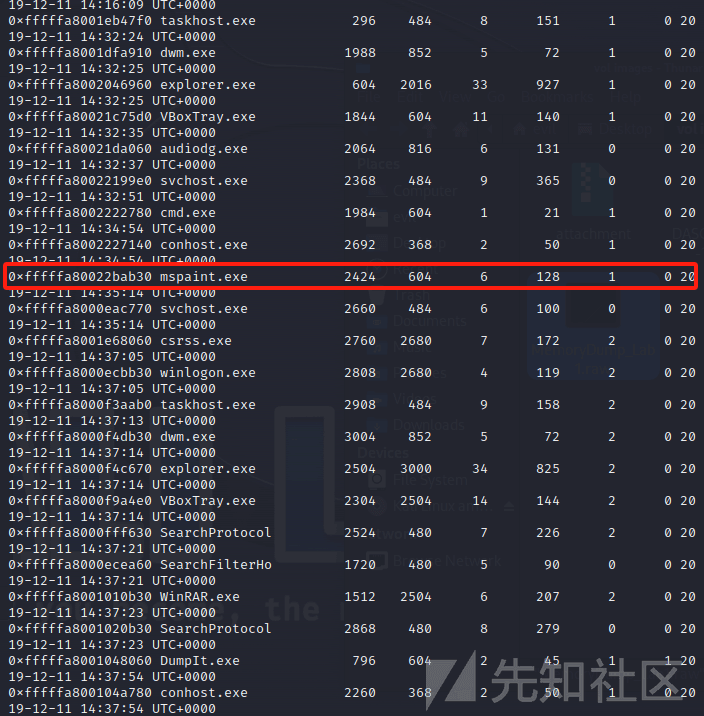 19-12-11 14:16:09 UTC+0000
0×fffffa8001eb47f0 taskhost.exe 296 484 8 151 1 0 20
19-12-11 14:32:24 UTC+0000
0×fffffa8001dfa910 dwm.exe 1988 852 5 72 1 0 20
19-12-11 14:32:25 UTC+0000
0×fffffa8002046960 explorer.exe 604 2016 33 927 1 0 20
19-12-11 14:32:25 UTC+0000
0×fffffa80021c75d0 VBoxTray.exe 1844 604 11 140 1 0 20
19-12-11 14:32:35 UTC+0000
0×fffffa80021da060 audiodg.exe 2064 816 6 131 0 0 20
19-12-11 14:32:37 UTC+0000
0×fffffa80022199e0 svchost.exe 2368 484 9 365 0 0 20
19-12-11 14:32:51 UTC+0000
0×fffffa8002222780 cmd.exe 1984 604 1 21 1 0 20
19-12-11 14:34:54 UTC+0000
0×fffffa8002227140 conhost.exe 2692 368 2 50 1 0 20
19-12-11 14:34:54 UTC+0000
0×fffffa80022bab30 mspaint.exe 2424 604 6 128 1 0 20
19-12-11 14:35:14 UTC+0000
0×fffffa8000eac770 svchost.exe 2660 484 6 100 0 0 20
19-12-11 14:35:14 UTC+0000
0×fffffa8001e68060 csrss.exe 2760 2680 7 172 2 0 20
19-12-11 14:37:05 UTC+0000
0×fffffa8000ecbb30 winlogon.exe 2808 2680 4 119 2 0 20
19-12-11 14:37:05 UTC+0000
0×fffffa8000f3aab0 taskhost.exe 2908 484 9 158 2 0 20
19-12-11 14:37:13 UTC+0000
0×fffffa8000f4db30 dwm.exe 3004 852 5 72 2 0 20
19-12-11 14:37:14 UTC+0000
0×fffffa8000f4c670 explorer.exe 2504 3000 34 825 2 0 20
19-12-11 14:37:14 UTC+0000
0×fffffa8000f9a4e0 VBoxTray.exe 2304 2504 14 144 2 0 20
19-12-11 14:37:14 UTC+0000
0×fffffa8000fff630 SearchProtocol 2524 480 7 226 2 0 20
19-12-11 14:37:21 UTC+0000
0×fffffa8000ecea60 SearchFilterHo 1720 480 5 90 0 0 20
19-12-11 14:37:21 UTC+0000
0×fffffa8001010b30 WinRAR.exe 1512 2504 6 207 2 0 20
19-12-11 14:37:23 UTC+0000
0×fffffa8001020b30 SearchProtocol 2868 480 8 279 0 0 20
19-12-11 14:37:23 UTC+0000
0×fffffa8001048060 DumpIt.exe 796 604 2 45 1 1 20
19-12-11 14:37:54 UTC+0000
0×fffffa800104a780 conhost.exe 2260 368 2 50 1 0 20
19-12-11 14:37:54 UTC+0000
先知社区